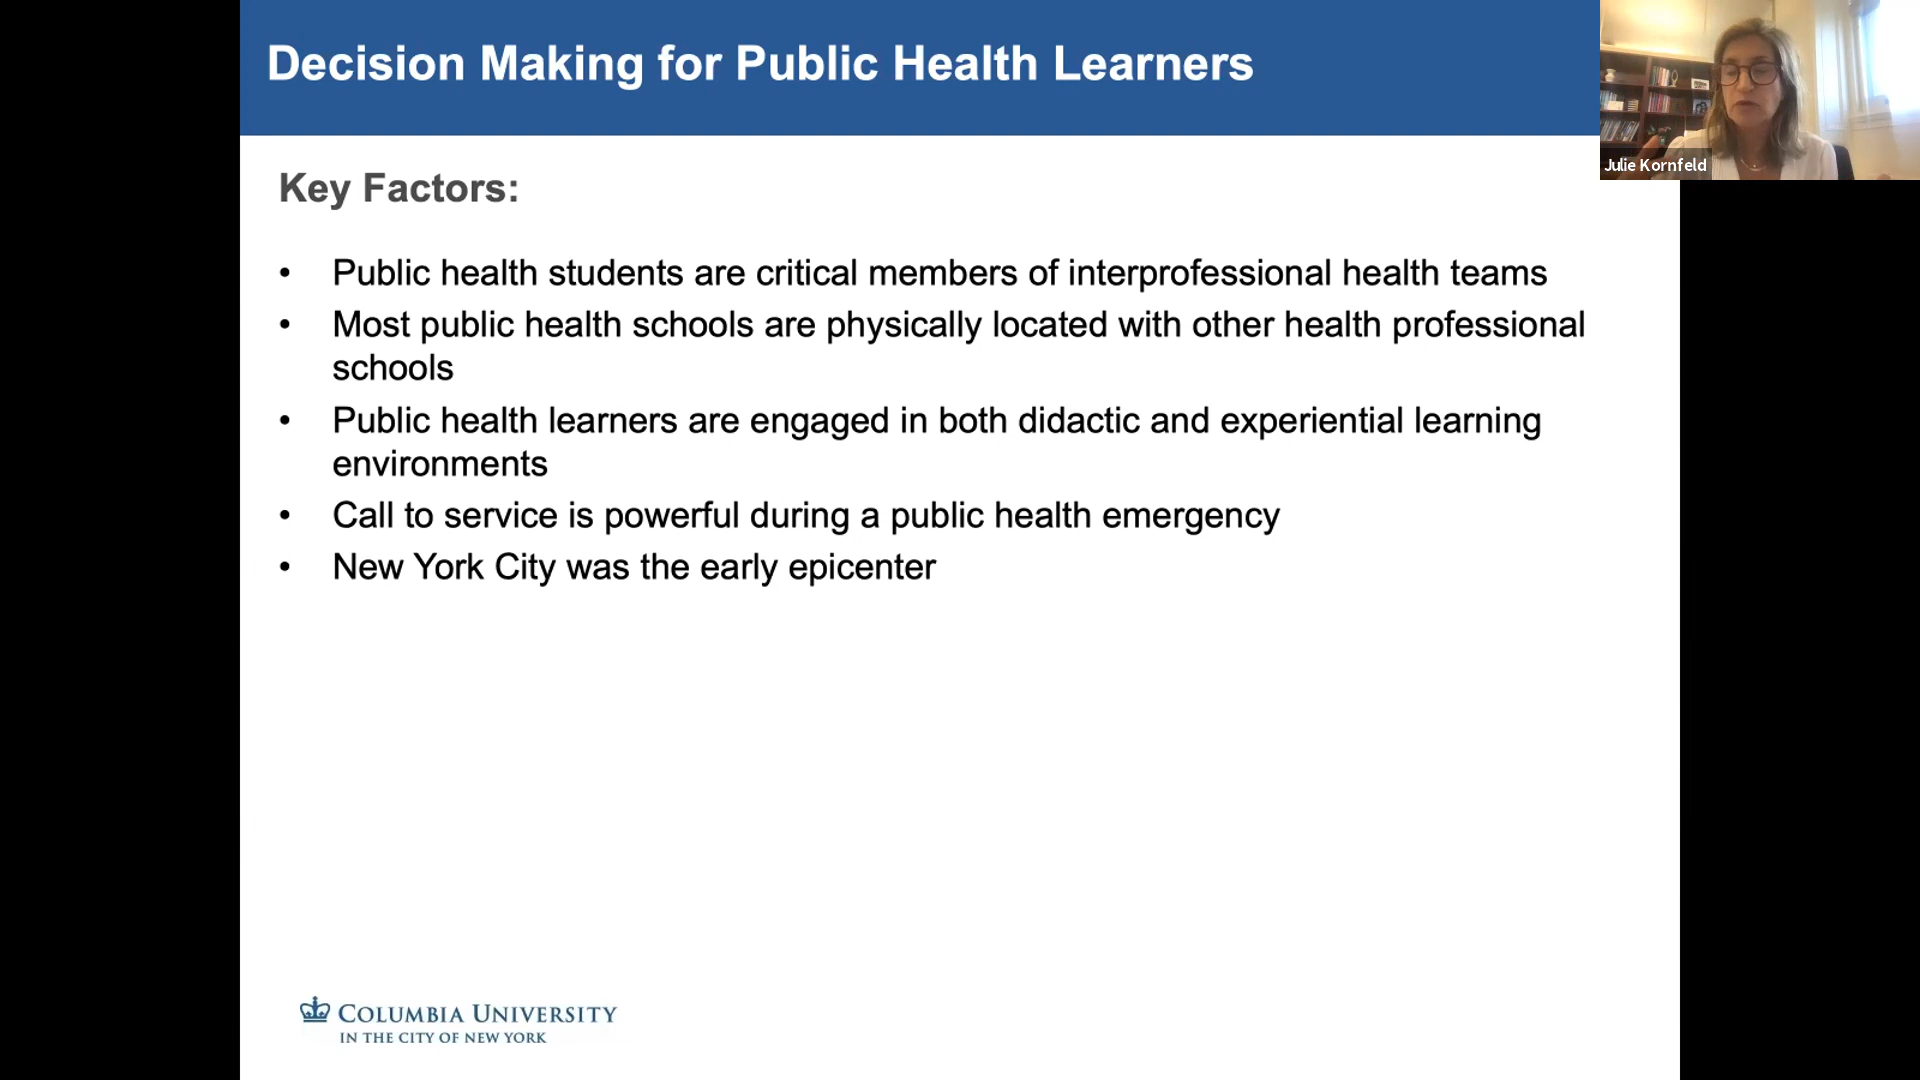 Decision Making for Public Health Learners
Julie Kornfeld
Key Factors:
• Public health students are critical members of interprofessional health teams
• Most public health schools are physically located with other health professional
schools
• Public health learners are engaged in both didactic and experiential learning
environments
• Call to service is powerful during a public health emergency
• New York City was the early epicenter
COLUMBIA UNIVERSITY
IN THE CITY OF NEW YORK